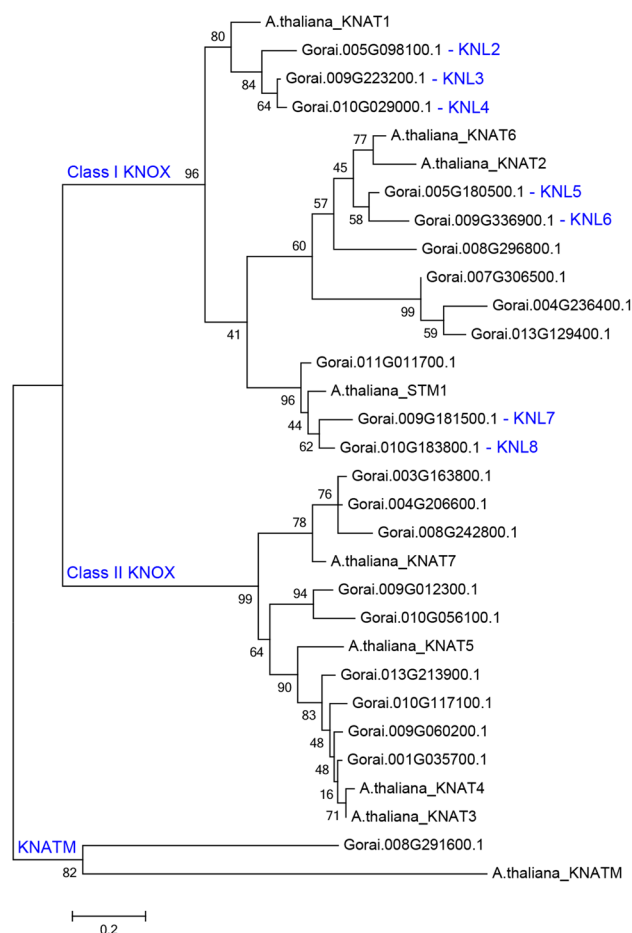 A.thaliana_KNAT1
80
Gorai.005G098100.1 - KNL2
Gorai.009G223200.1 - KNL3
84
64
Gorai.010G029000.1 - KNL4
A.thaliana_KNAT6
77
A.thaliana_KNAT2
45
Class I KNOX
96
Gorai.005G180500.1 - KNL5
57
58
Gorai.009G336900.1 - KNL6
60
Gorai.008G296800.1
Gorai.007G306500.1
99
Gorai.004G236400.1
41
59
Gorai.013G129400.1
Gorai.011G011700.1
A.thaliana_STM1
96
44
Gorai.009G181500.1 - KNL7
62
Gorai.010G183800.1 - KNL8
Gorai.003G163800.1
76
Gorai.004G206600.1
78
Gorai.008G242800.1
A.thaliana_KNAT7
Class II KNOX
99
94
Gorai.009G012300.1
Gorai.010G056100.1
64
A.thaliana_KNAT5
Gorai.013G213900.1
90
Gorai.010G117100.1
83
Gorai.009G060200.1
48
Gorai.001G035700.1
48
A.thaliana_KNAT4
16
71
A.thaliana_KNAT3
KNATM
Gorai.008G291600.1
82
A.thaliana_KNATM
0.2